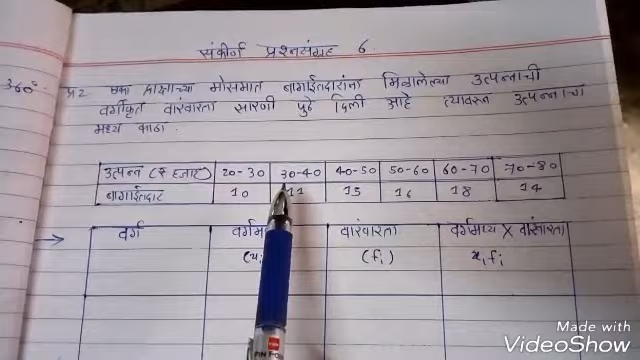 संकीर्ण प्रश्नसंग्रह 6
360° प्र2 एका द्राक्षाच्या मोसमात बागाईतदारांना मिळालेल्या उत्पन्नाची
वर्गीकृत वारंवारता सारणी पुढे दिली आहे त्यावरून उत्पन्नाचा
मध्य काढा.
उत्पन्न (₹ हजार) 20-30 30-40 40-50 50-60 60-70 70-80
बागाईतदार 10 11 15 16 18 14
→ वर्ग वारंवारता वर्गमध्य X वारंवारता
(fi) xifi
FIN PO
Made with
VideoShow